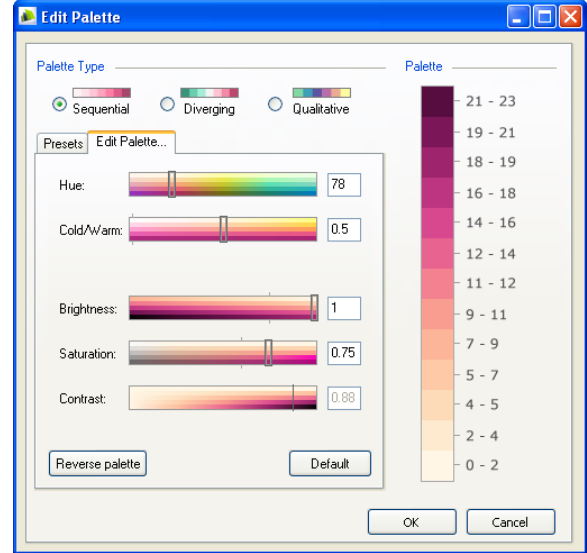 Edit Palette
Palette Type
Palette
Sequential
Diverging
Qualitative
Presets
Edit Palette...
Hue:
78
Cold/Warm:
0.5
Brightness:
1
Saturation:
0.75
Contrast:
0.88
Reverse palette
Default
21 - 23
19 - 21
18 - 19
16 - 18
14 - 16
12 - 14
11 - 12
9 - 11
7 - 9
5 - 7
4 - 5
2 - 4
0 - 2
OK
Cancel